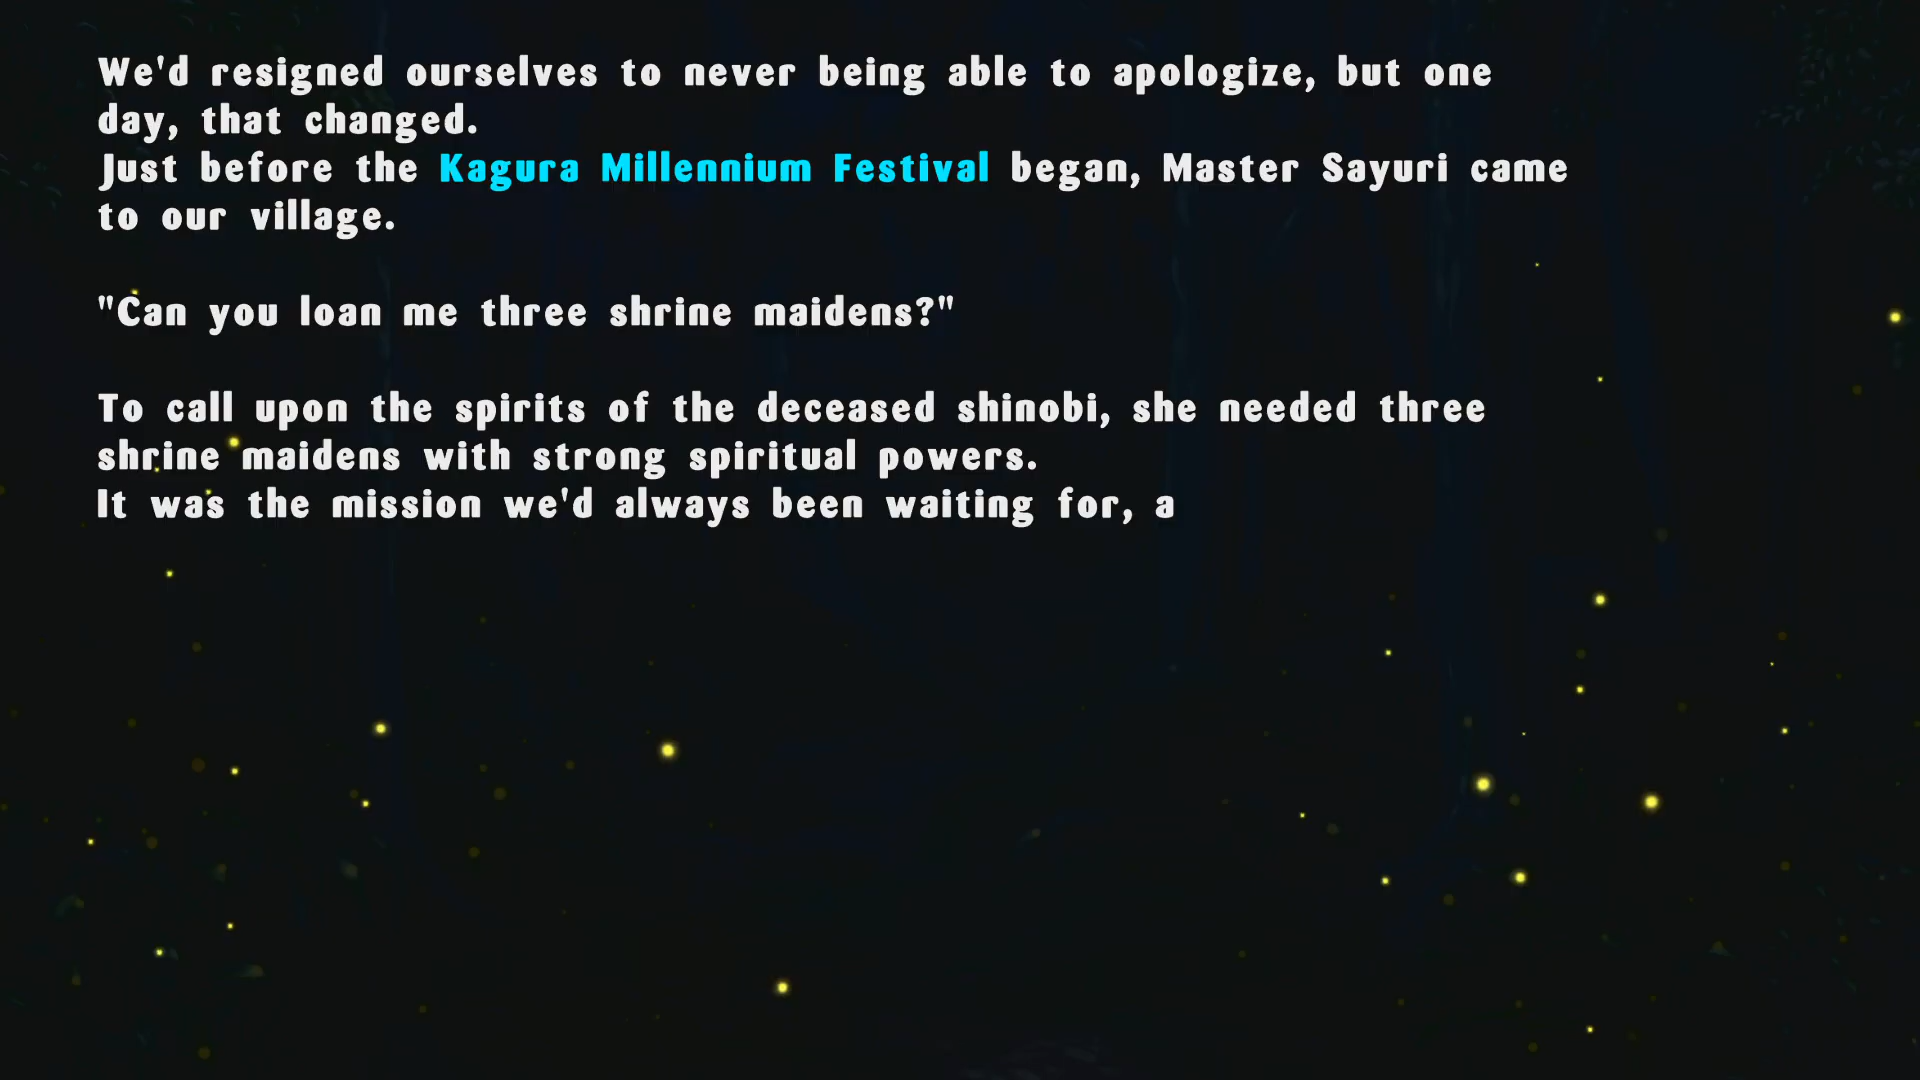 We'd resigned ourselves to never being able to apologize, but one
day, that changed.
Just before the Kagura Millennium Festival began, Master Sayuri came
to our village.
"Can you loan me three shrine maidens?"
To call upon the spirits of the deceased shinobi, she needed three
shrine maidens with strong spiritual powers.
It was the mission we'd always been waiting for, a